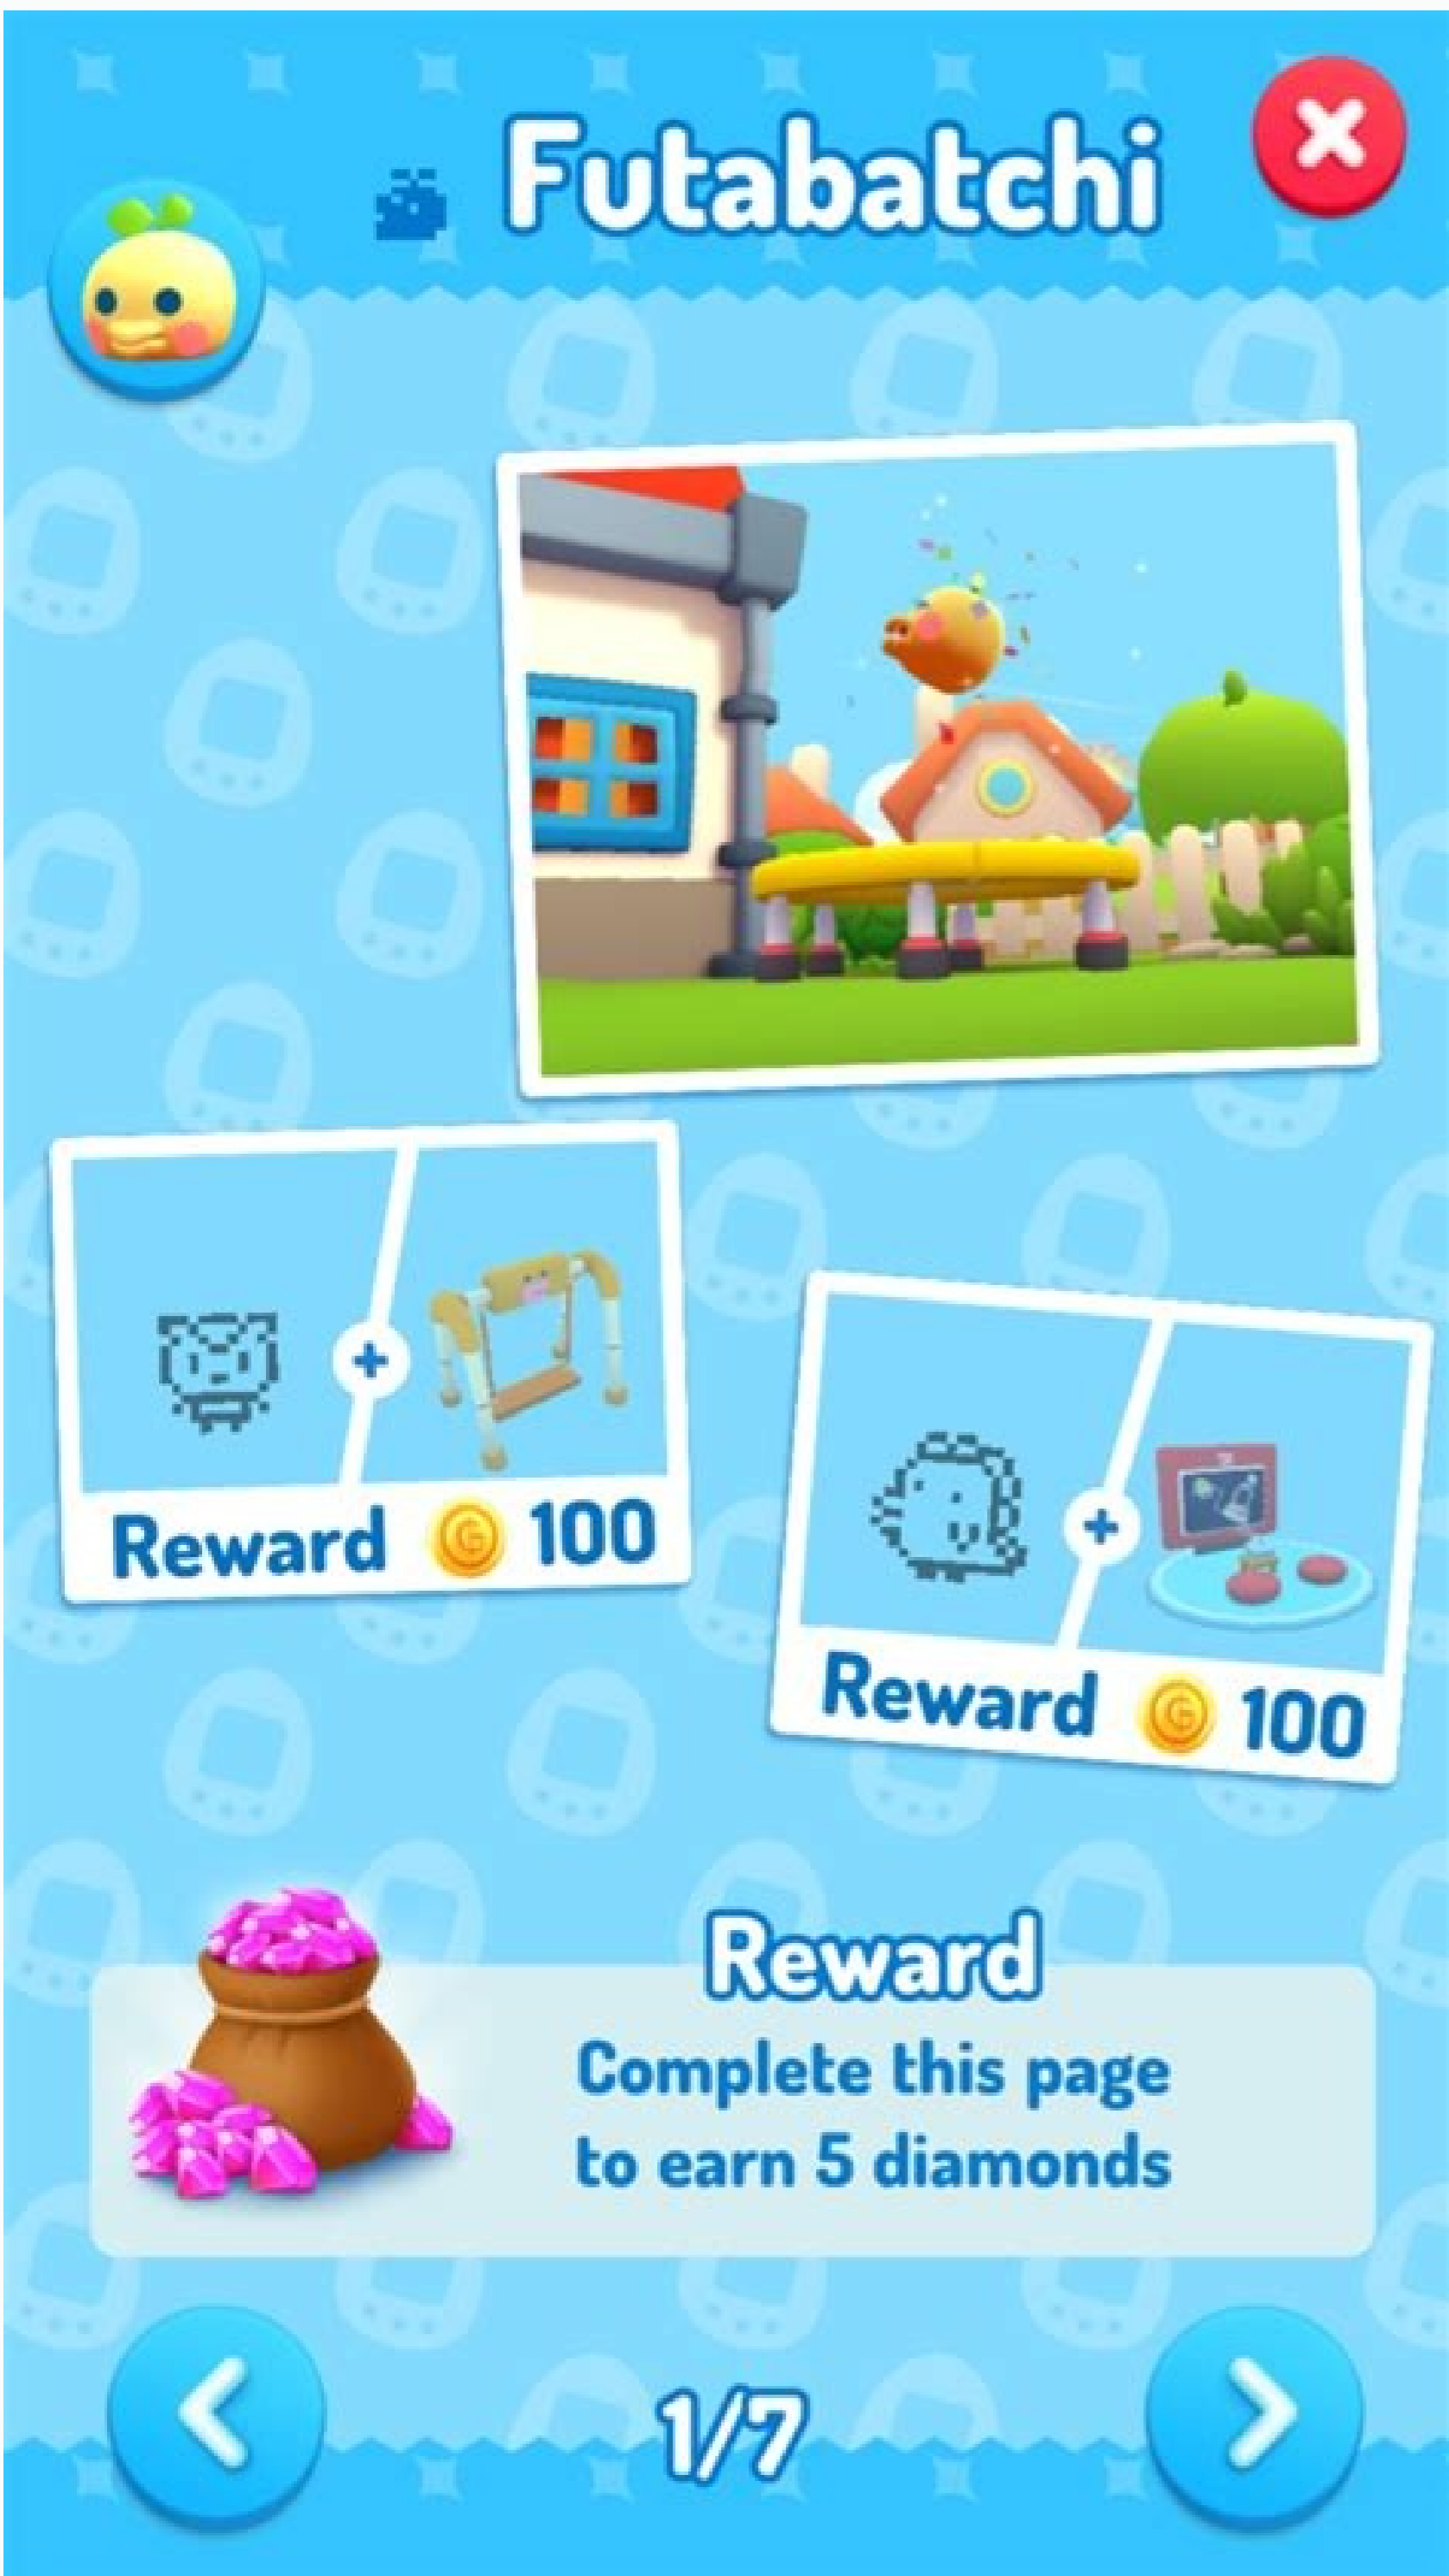 Futabatchi
Reward 100
Reward 100
Reward
Complete this page
to earn 5 diamonds
1/7